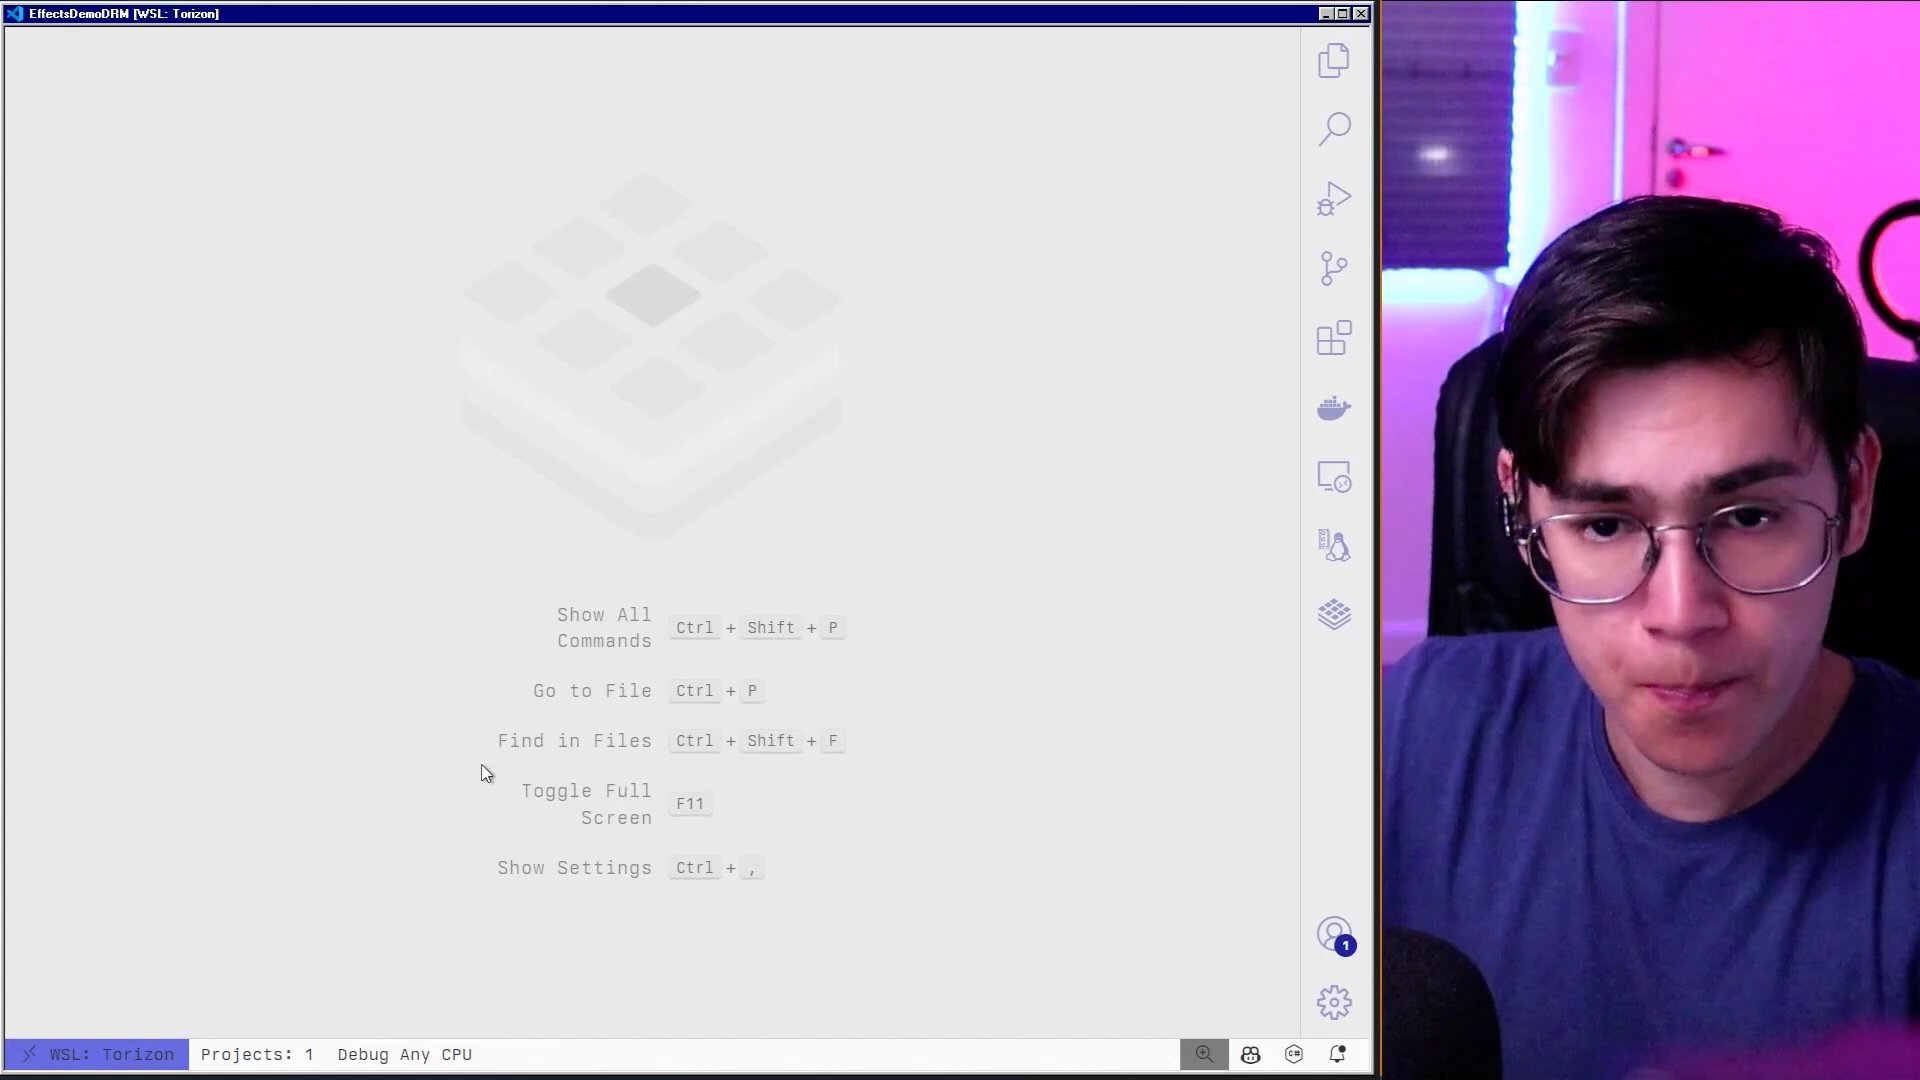 EffectsDemoDRM [WSL: Torizon]
Show All
Commands
Ctrl + Shift + P
Go to File Ctrl + P
Find in Files Ctrl + Shift + F
Toggle Full
Screen
F11
Show Settings Ctrl + ,
1
WSL: Torizon Projects: 1 Debug Any CPU
C#